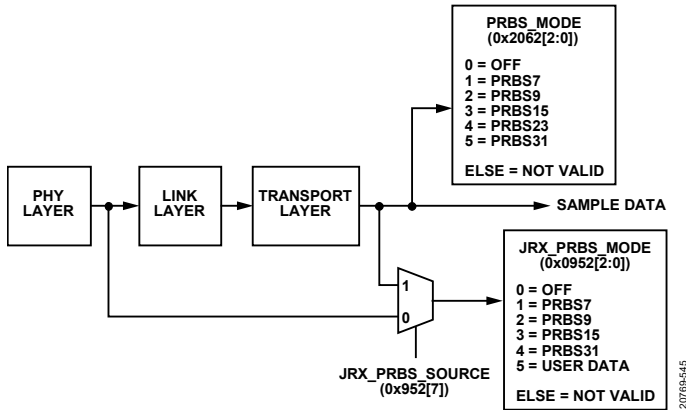 PRBS_MODE
(0x2062[2:0])
0 = OFF
1 = PRBS7
2 = PRBS9
3 = PRBS15
4 = PRBS23
5 = PRBS31
ELSE = NOT VALID
PHY
LAYER
LINK
LAYER
TRANSPORT
LAYER
SAMPLE DATA
1
0
JRX_PRBS_SOURCE
(0x952[7])
JRX_PRBS_MODE
(0x0952[2:0])
0 = OFF
1 = PRBS7
2 = PRBS9
3 = PRBS15
4 = PRBS31
5 = USER DATA
ELSE = NOT VALID
20769-545